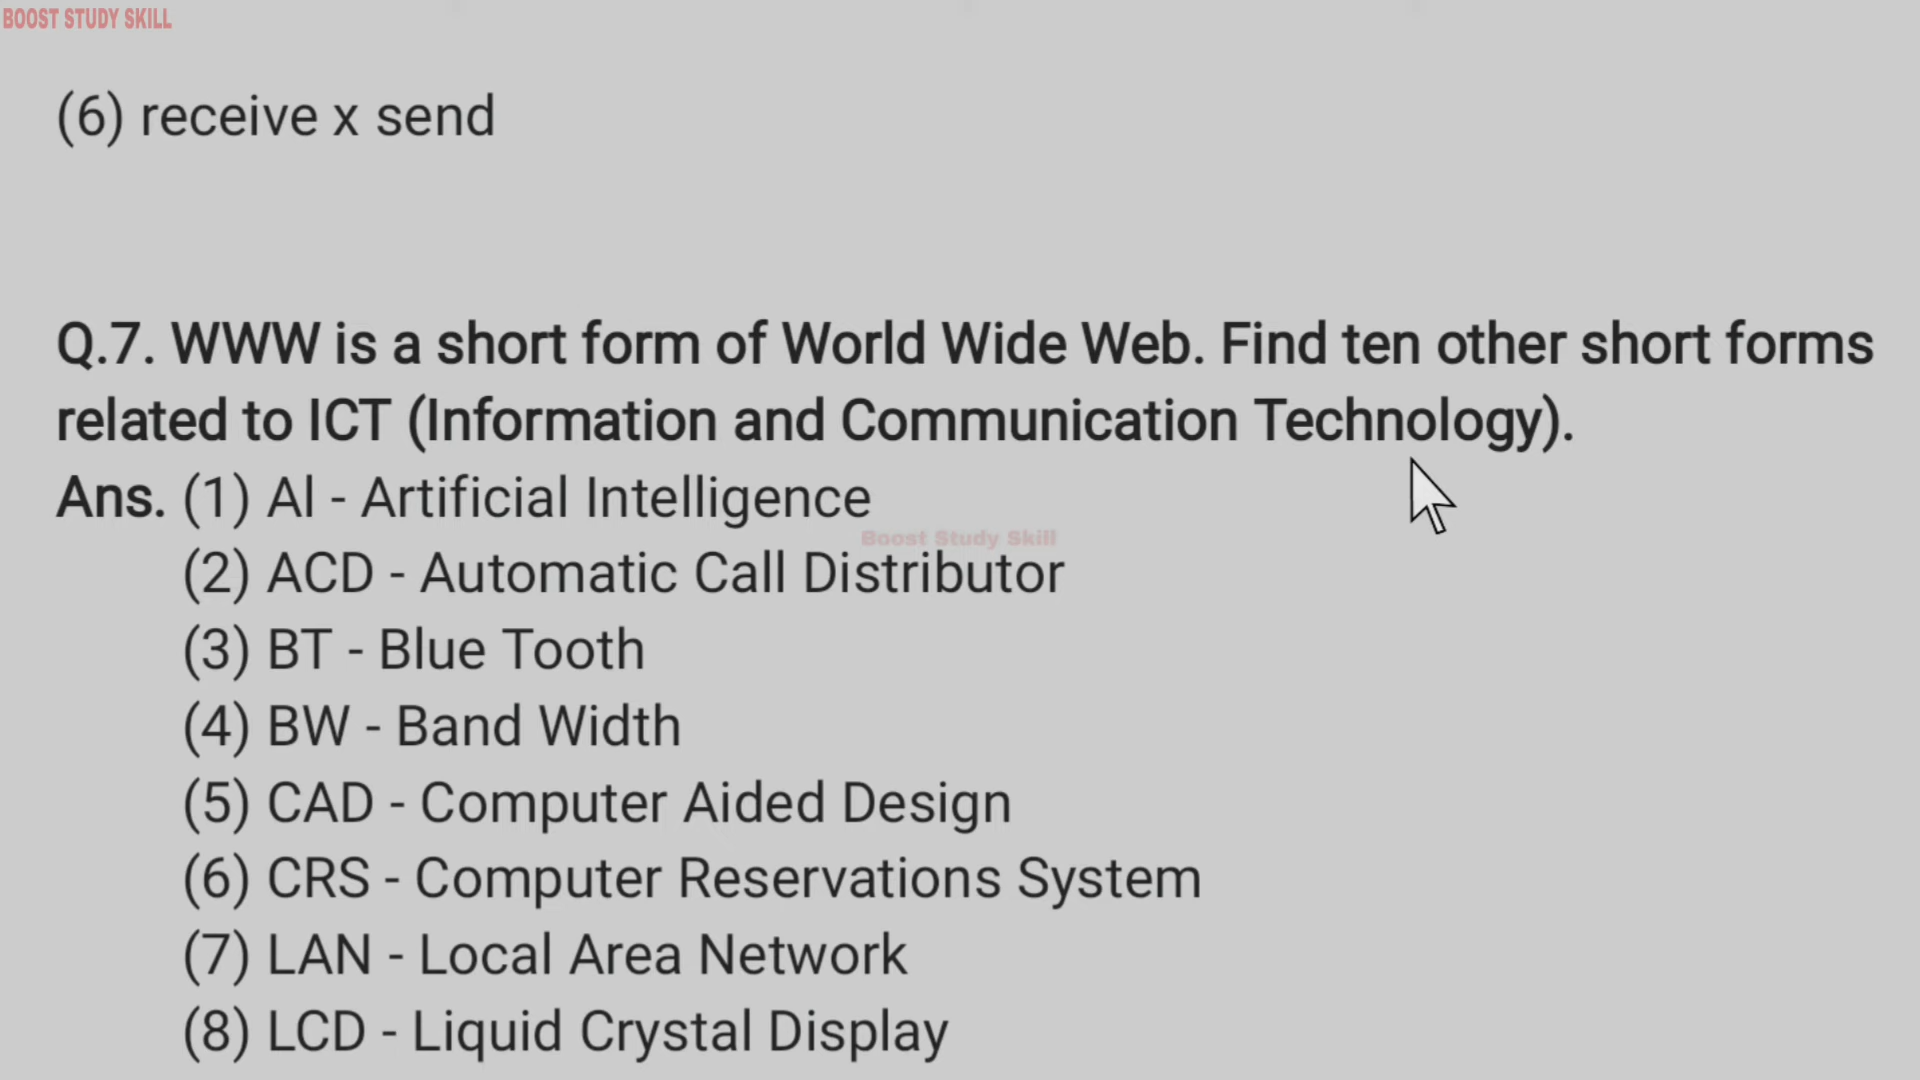 BOOST STUDY SKILL
(6) receive x send
Q.7. WWW is a short form of World Wide Web. Find ten other short forms
related to ICT (Information and Communication Technology).
Ans. (1) Al - Artificial Intelligence
Boost Study Skill
(2) ACD - Automatic Call Distributor
(3) BT - Blue Tooth
(4) BW - Band Width
(5) CAD - Computer Aided Design
(6) CRS - Computer Reservations System
(7) LAN - Local Area Network
(8) LCD - Liquid Crystal Display